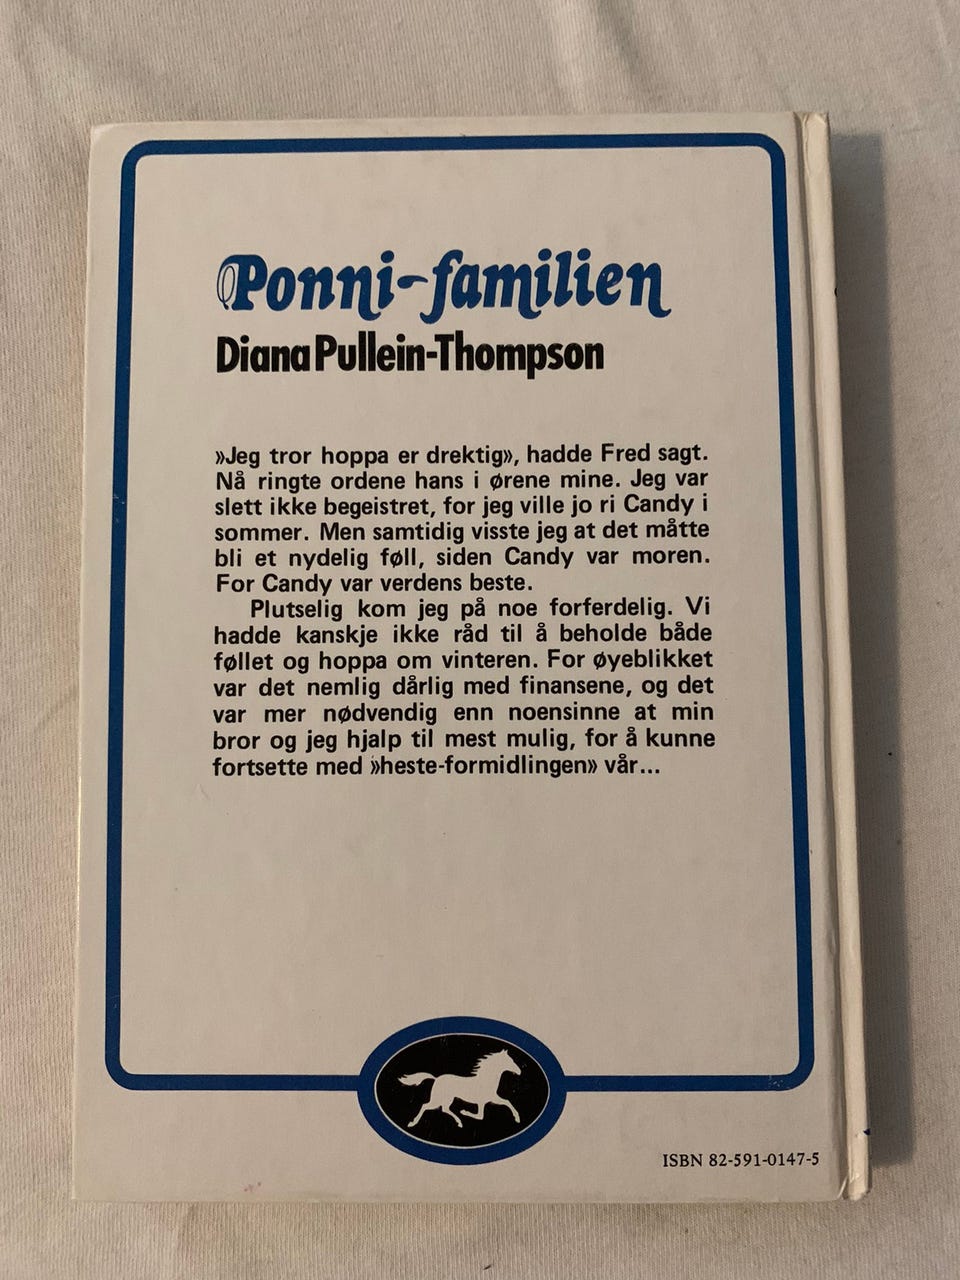 Ponni-familien
Diana Pullein-Thompson
»Jeg tror hoppa er drektig», hadde Fred sagt.
Nå ringte ordene hans i ørene mine. Jeg var
slett ikke begeistret, for jeg ville jo ri Candy i
sommer. Men samtidig visste jeg at det måtte
bli et nydelig føll, siden Candy var moren.
For Candy var verdens beste.
Plutselig kom jeg på noe forferdelig. Vi
hadde kanskje ikke råd til å beholde både
føllet og hoppa om vinteren. For øyeblikket
var det nemlig dårlig med finansene, og det
var mer nødvendig enn noensinne at min
bror og jeg hjalp til mest mulig, for å kunne
fortsette med »heste-formidlingen» vår...
ISBN 82-591-0147-5